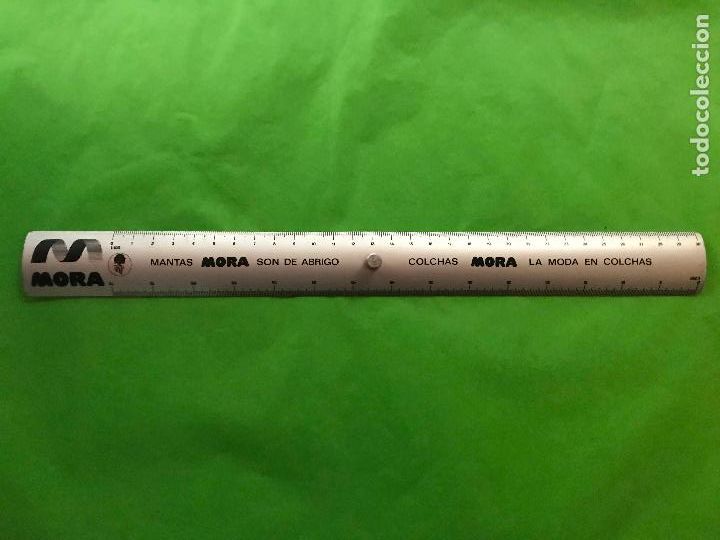 MORA
MANTAS MORA SON DE ABRIGO
COLCHAS MORA LA MODA EN COLCHAS
todocoleccion